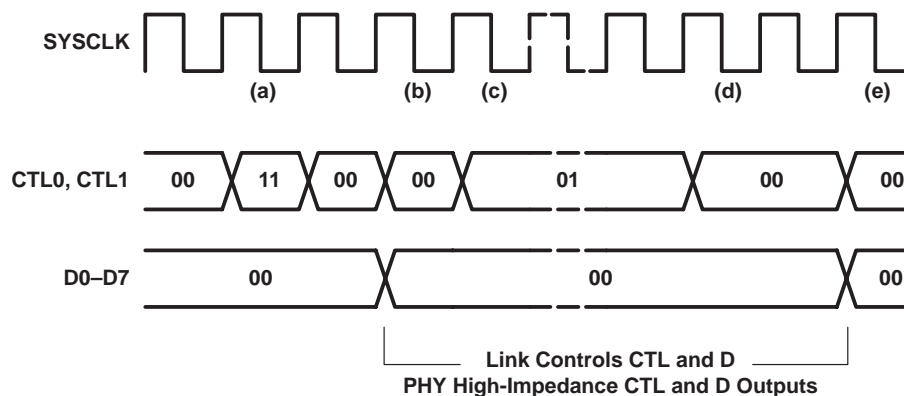 SYSCLK
(a) (b) (c) (d) (e)
CTL0, CTL1 00 11 00 00 01 00 00
D0–D7 00 00 00
Link Controls CTL and D
PHY High-Impedance CTL and D Outputs